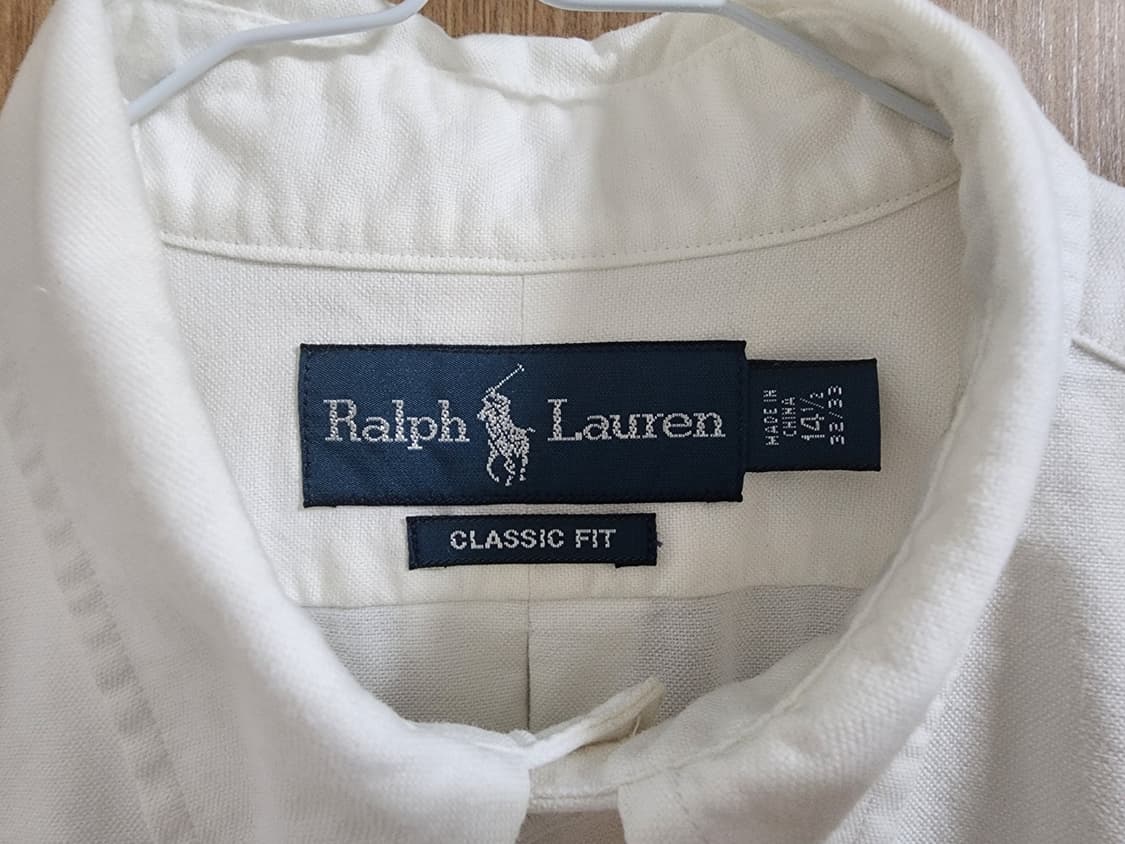 Ralph Lauren
MADE IN
CHINA
14½
32/33
CLASSIC FIT